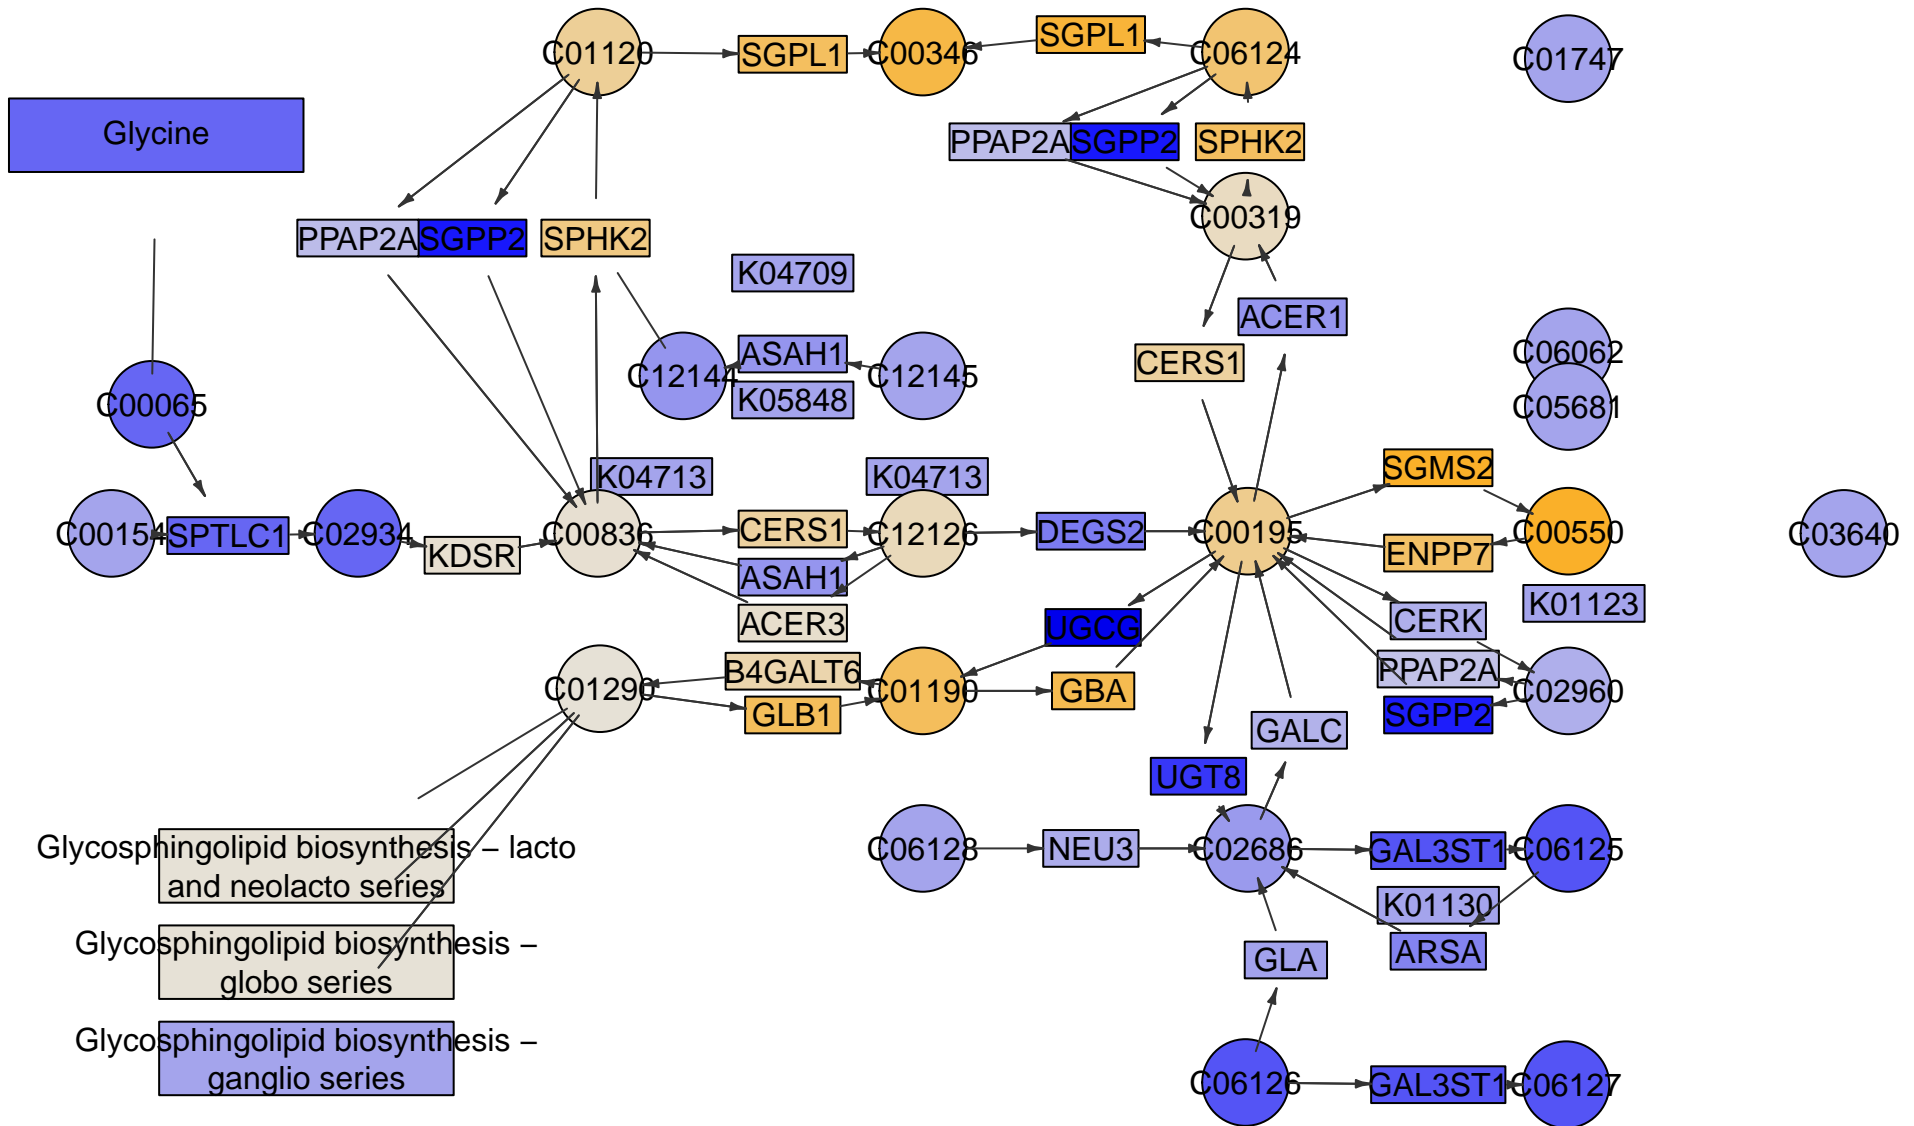 C01120
SGPL1
C00346
SGPL1
C06124
C01747
Glycine
PPAP2A
SGPP2
SPHK2
C00319
PPAP2A
SGPP2
SPHK2
K04709
ACER1
C12144
ASAH1
C12145
K05848
CERS1
C06062
C05681
C00065
K04713
K04713
SGMS2
C00154
SPTLC1
C02934
KDSR
C00836
CERS1
C12126
DEGS2
C00195
C00550
ENPP7
C03640
ASAH1
ACER3
UGCG
CERK
K01123
C01290
B4GALT6
GLB1
C01190
GBA
PPAP2A
SGPP2
C02960
GALC
UGT8
Glycosphingolipid biosynthesis – lacto
and neolacto series
C06128
NEU3
C02686
GAL3ST1
C06125
K01130
ARSA
Glycosphingolipid biosynthesis –
globo series
GLA
Glycosphingolipid biosynthesis –
ganglio series
C06126
GAL3ST1
C06127